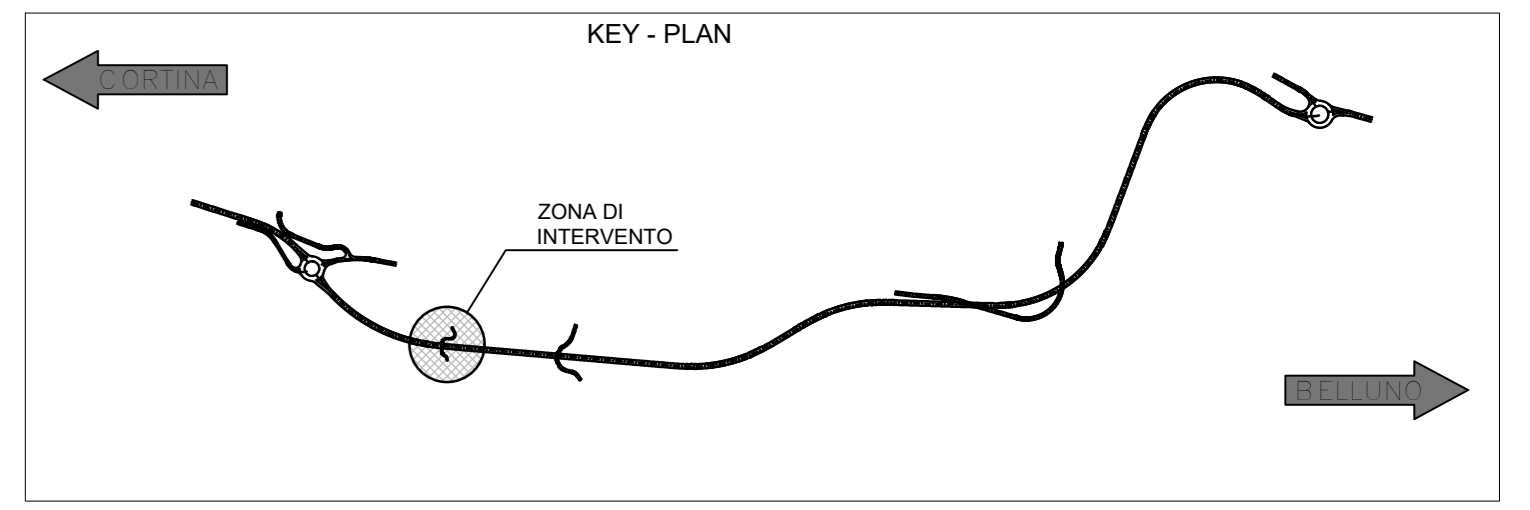 KEY - PLAN
CORTINA
ZONA DI
INTERVENTO
BELLUNO